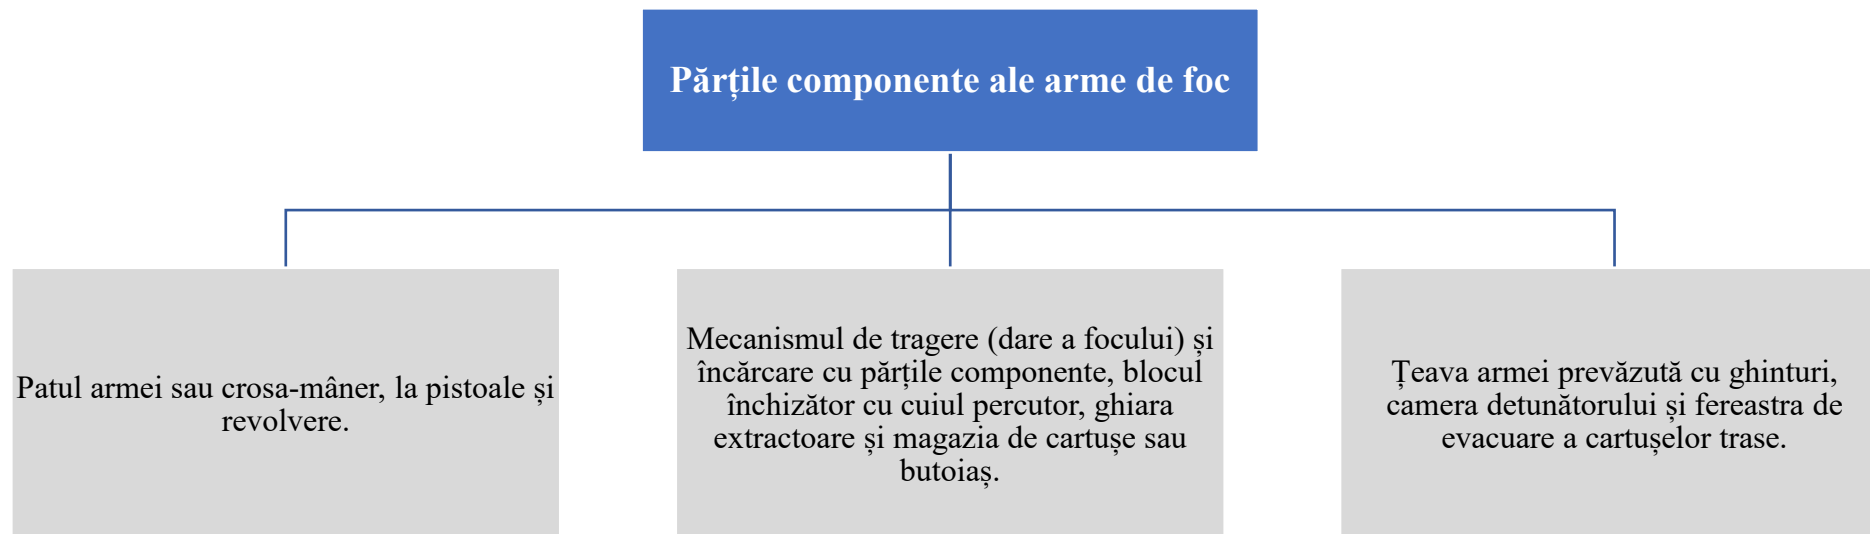 Părțile componente ale arme de foc
Patul armei sau crosa-mâner, la pistoale și
revolvere.
Mecanismul de tragere (dare a focului) și
încărcare cu părțile componente, blocul
închizător cu cuiul percutor, ghiara
extractoare și magazia de cartușe sau
butoiaș.
Țeava armei prevăzută cu ghinturi,
camera detunătorului și fereastra de
evacuare a cartușelor trase.